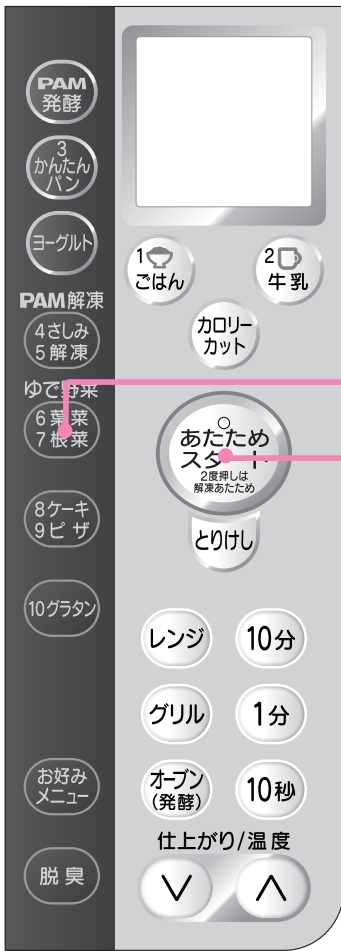 PAM
発酵
3
かんたん
パン
ヨーグルト
PAM解凍
4さしみ
5解凍
ゆで野菜
6葉菜
7根菜
8ケーキ
9ピザ
10グラタン
お好み
メニュー
脱臭
1
ごはん
2
牛乳
カロリー
カット
あたため
スタート
2度押しは
解凍あたため
とりけし
レンジ
10分
グリル
1分
オーブン
(発酵)
10秒
仕上がり/温度